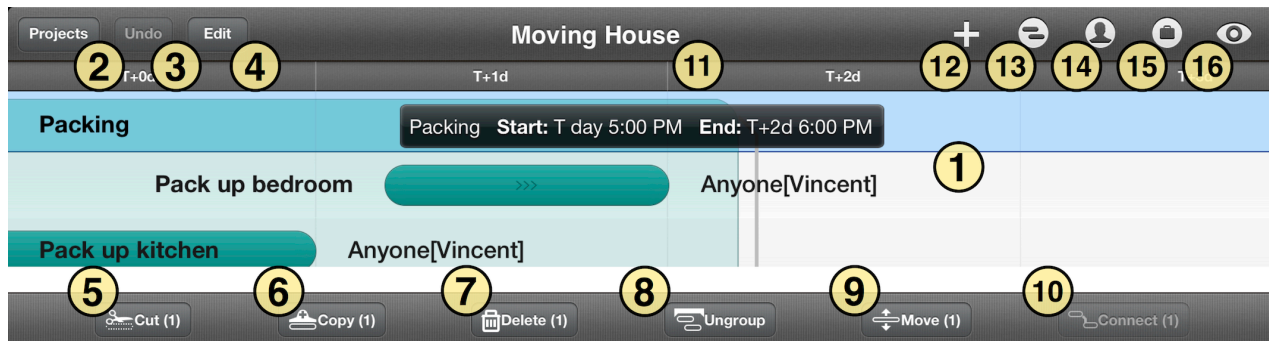 Projects Undo Edit Moving House
2 3 4 11 12 13 14 15 16
T+0d T+1d T+2d
Packing
Packing Start: T day 5:00 PM End: T+2d 6:00 PM
1
Pack up bedroom >>> Anyone[Vincent]
Pack up kitchen Anyone[Vincent]
5 6 7 8 9 10
Cut (1) Copy (1) Delete (1) Ungroup Move (1) Connect (1)